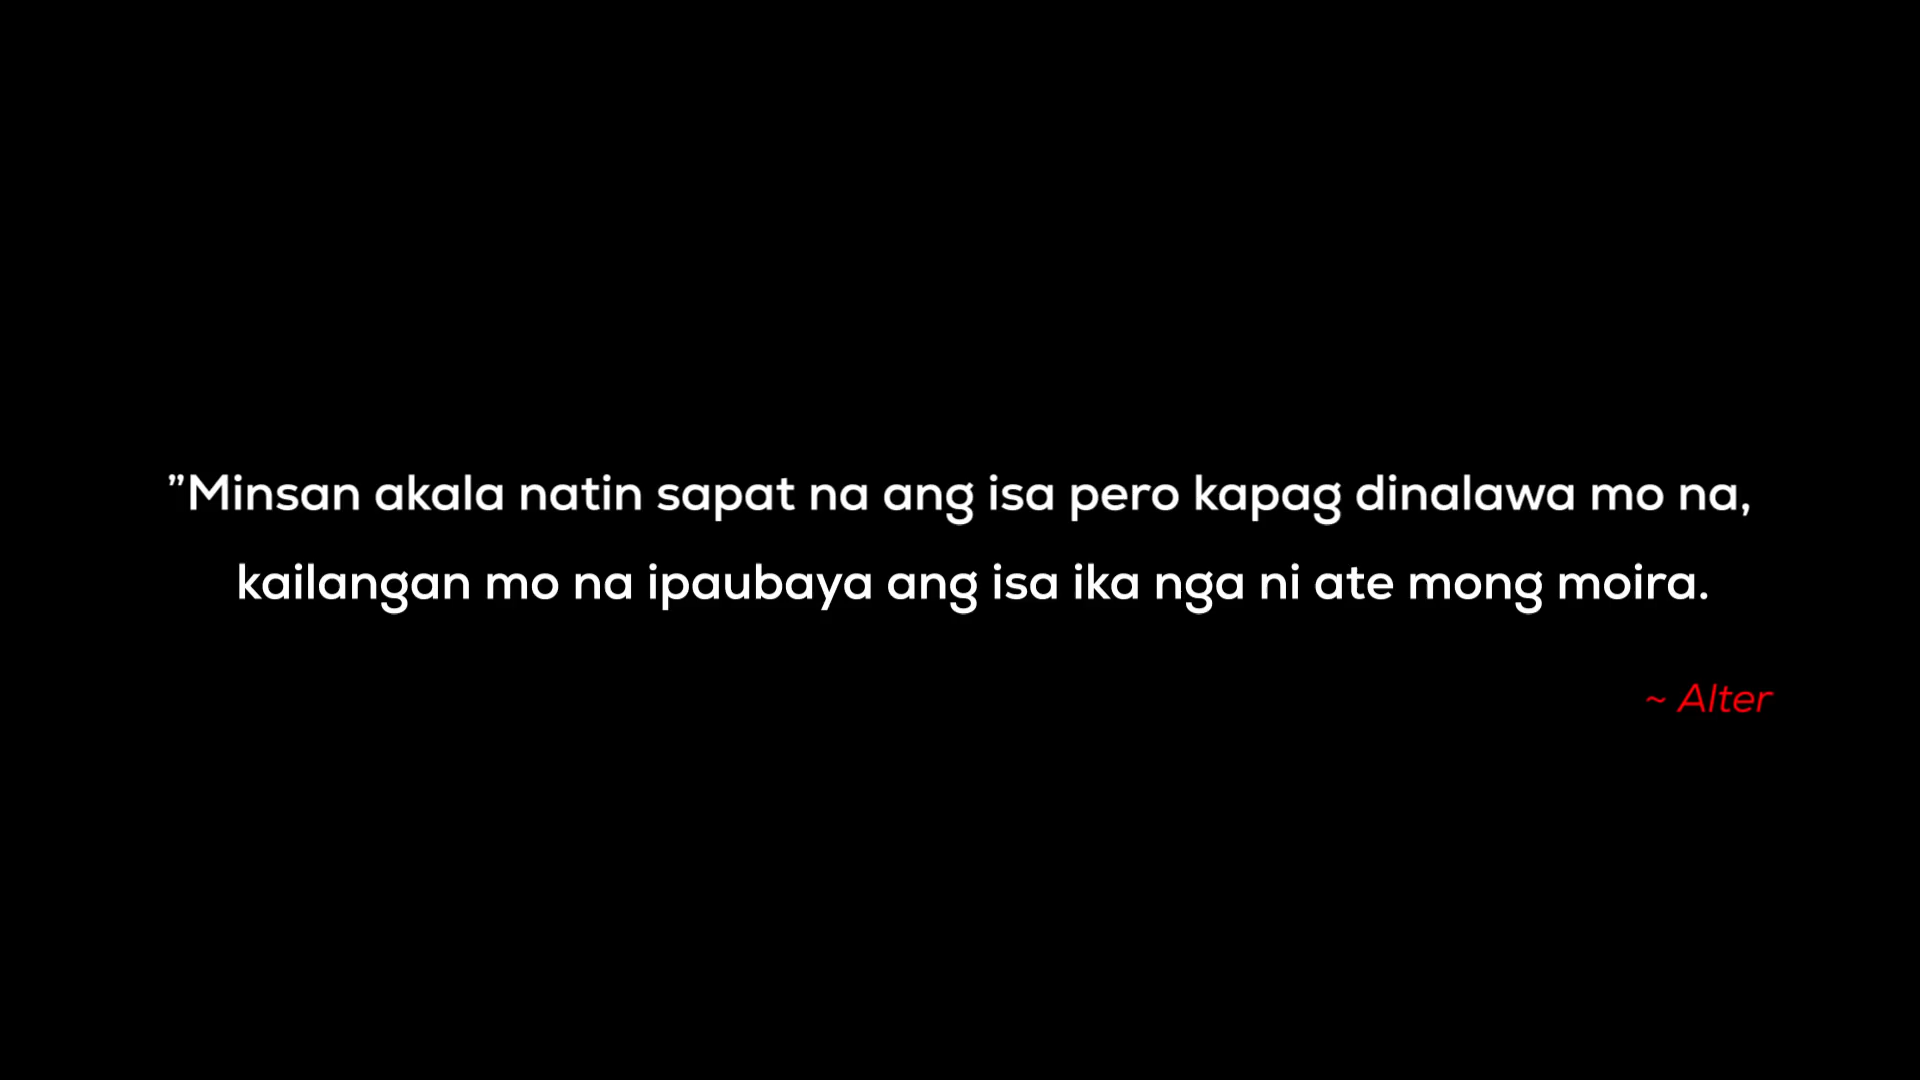 ”Minsan akala natin sapat na ang isa pero kapag dinalawa mo na,
kailangan mo na ipaubaya ang isa ika nga ni ate mong moira.
~ Alter